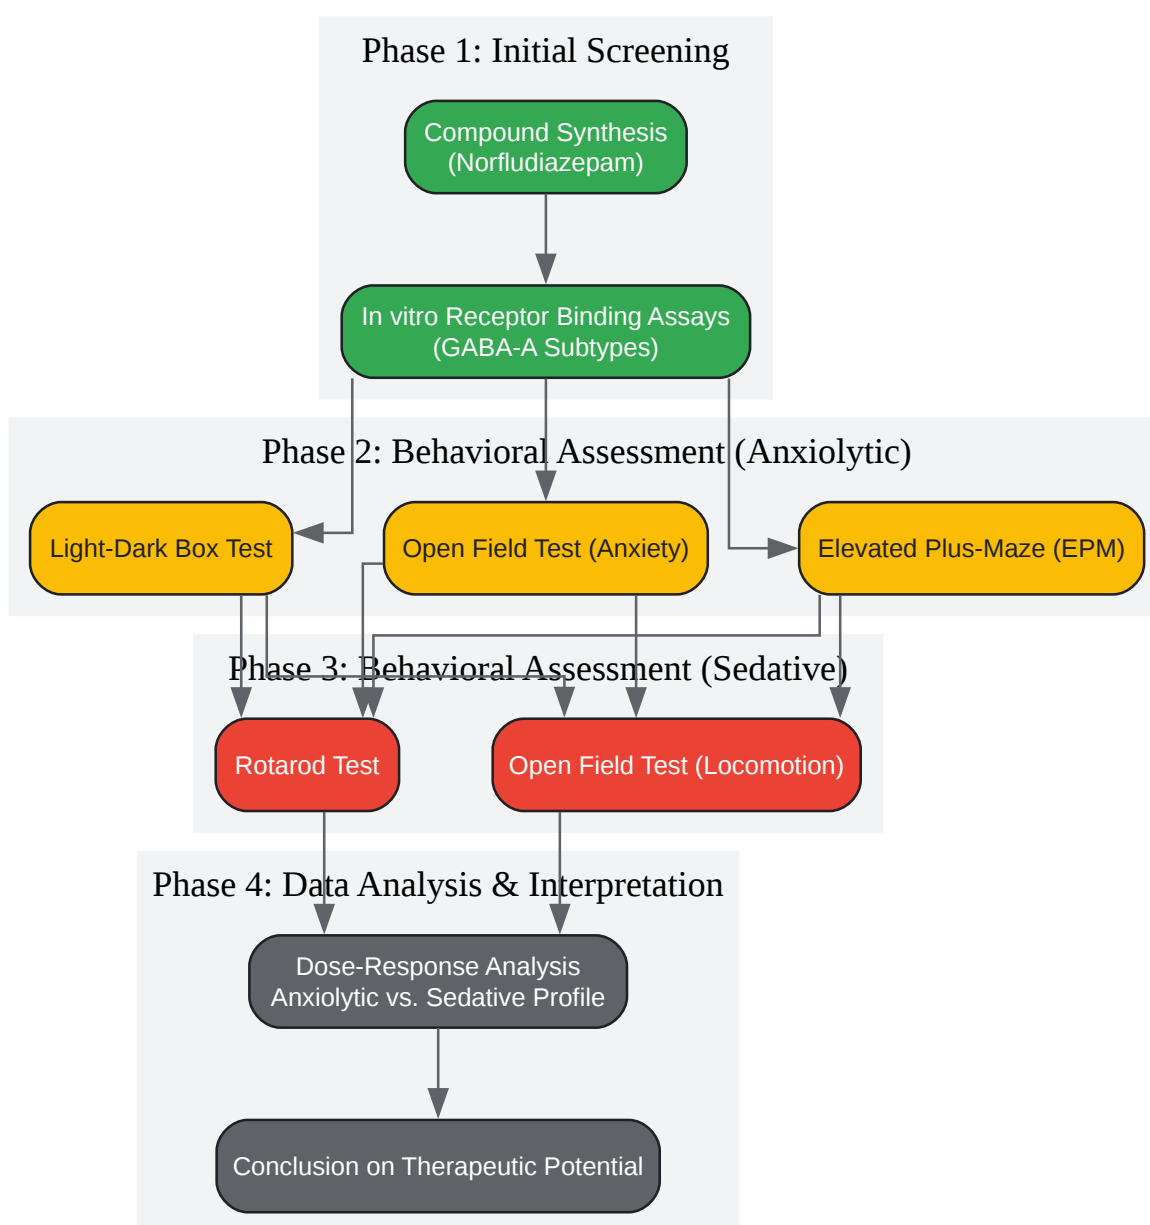 Phase 1: Initial Screening
Compound Synthesis
(Norfludiazepam)
In vitro Receptor Binding Assays
(GABA-A Subtypes)
Phase 2: Behavioral Assessment (Anxiolytic)
Light-Dark Box Test
Open Field Test (Anxiety)
Elevated Plus-Maze (EPM)
Phase 3: Behavioral Assessment (Sedative)
Rotarod Test
Open Field Test (Locomotion)
Phase 4: Data Analysis & Interpretation
Dose-Response Analysis
Anxiolytic vs. Sedative Profile
Conclusion on Therapeutic Potential